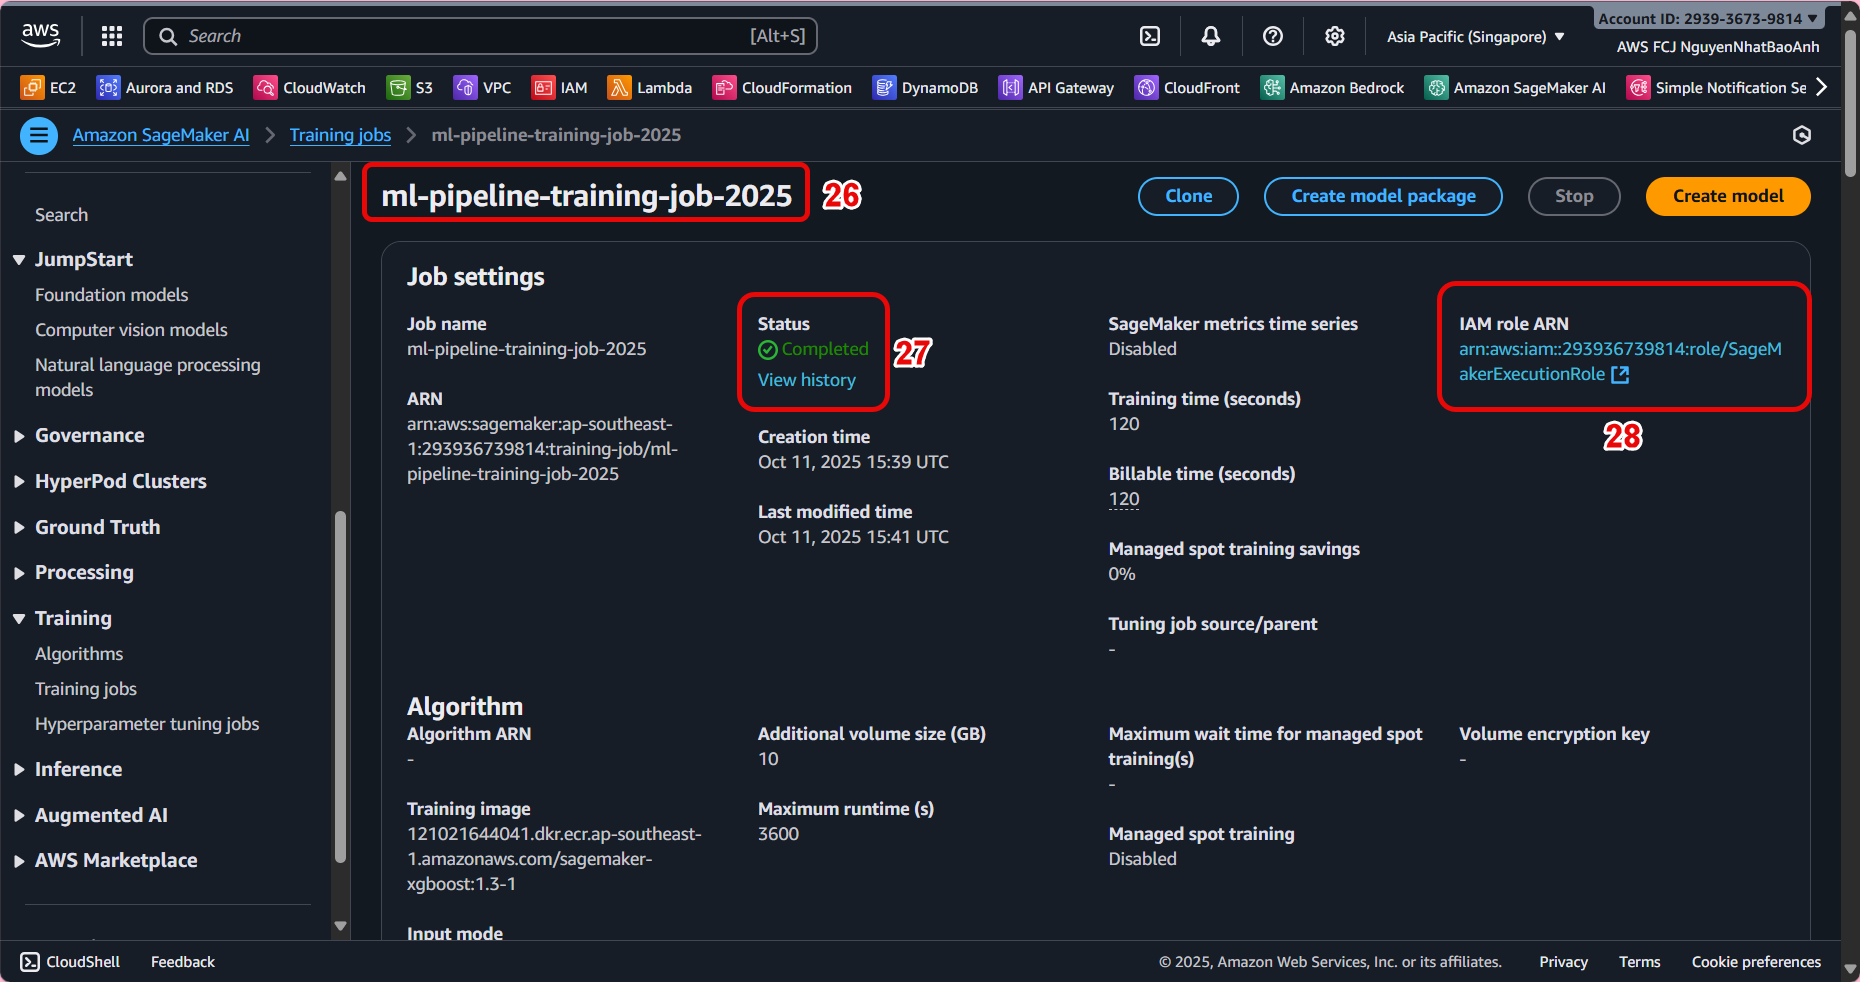 aws
Search [Alt+S]
Asia Pacific (Singapore) ▼
Account ID: 2939-3673-9814 ▼
AWS FCJ NguyenNhatBaoAnh
EC2 Aurora and RDS CloudWatch S3 VPC IAM Lambda CloudFormation DynamoDB API Gateway CloudFront Amazon Bedrock Amazon SageMaker AI Simple Notification Se
Amazon SageMaker AI > Training jobs > ml-pipeline-training-job-2025
Search
JumpStart
Foundation models
Computer vision models
Natural language processing
models
Governance
HyperPod Clusters
Ground Truth
Processing
Training
Algorithms
Training jobs
Hyperparameter tuning jobs
Inference
Augmented AI
AWS Marketplace
ml-pipeline-training-job-2025 26
Clone Create model package Stop Create model
Job settings
Job name
ml-pipeline-training-job-2025
ARN
arn:aws:sagemaker:ap-southeast-
1:293936739814:training-job/ml-
pipeline-training-job-2025
Status
Completed
View history
27
Creation time
Oct 11, 2025 15:39 UTC
Last modified time
Oct 11, 2025 15:41 UTC
SageMaker metrics time series
Disabled
Training time (seconds)
120
Billable time (seconds)
120
Managed spot training savings
0%
Tuning job source/parent
-
IAM role ARN
arn:aws:iam::293936739814:role/SageM
akerExecutionRole
28
Algorithm
Algorithm ARN
-
Training image
121021644041.dkr.ecr.ap-southeast-
1.amazonaws.com/sagemaker-
xgboost:1.3-1
Input mode
Additional volume size (GB)
10
Maximum runtime (s)
3600
Maximum wait time for managed spot
training(s)
-
Managed spot training
Disabled
Volume encryption key
-
CloudShell Feedback
© 2025, Amazon Web Services, Inc. or its affiliates. Privacy Terms Cookie preferences